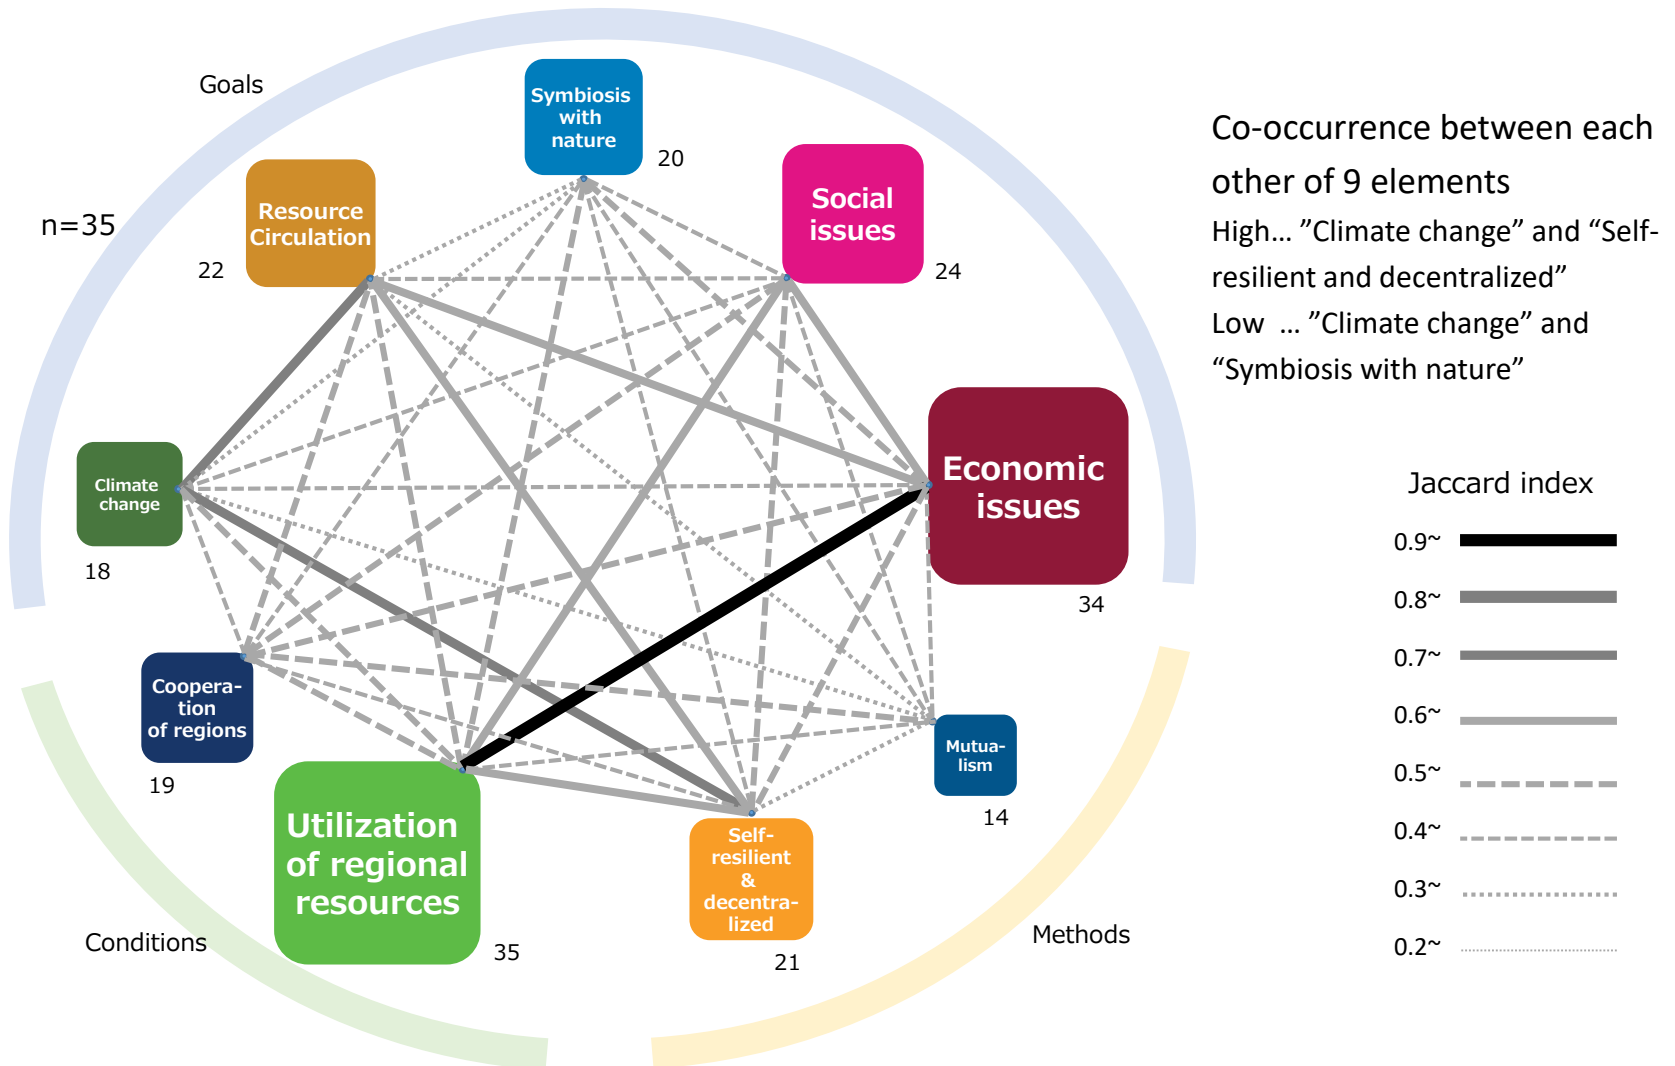 Goals
n=35
Symbiosis
with
nature
20
Resource
Circulation
22
Social
issues
24
Climate
change
18
Economic
issues
34
Coopera-
tion
of regions
19
Utilization
of regional
resources
35
Self-
resilient
&
decentra-
lized
21
Mutua-
lism
14
Conditions
Methods
Co-occurrence between each
other of 9 elements
High… ”Climate change” and “Self-
resilient and decentralized”
Low … ”Climate change” and
“Symbiosis with nature”
Jaccard index
0.9~
0.8~
0.7~
0.6~
0.5~
0.4~
0.3~
0.2~